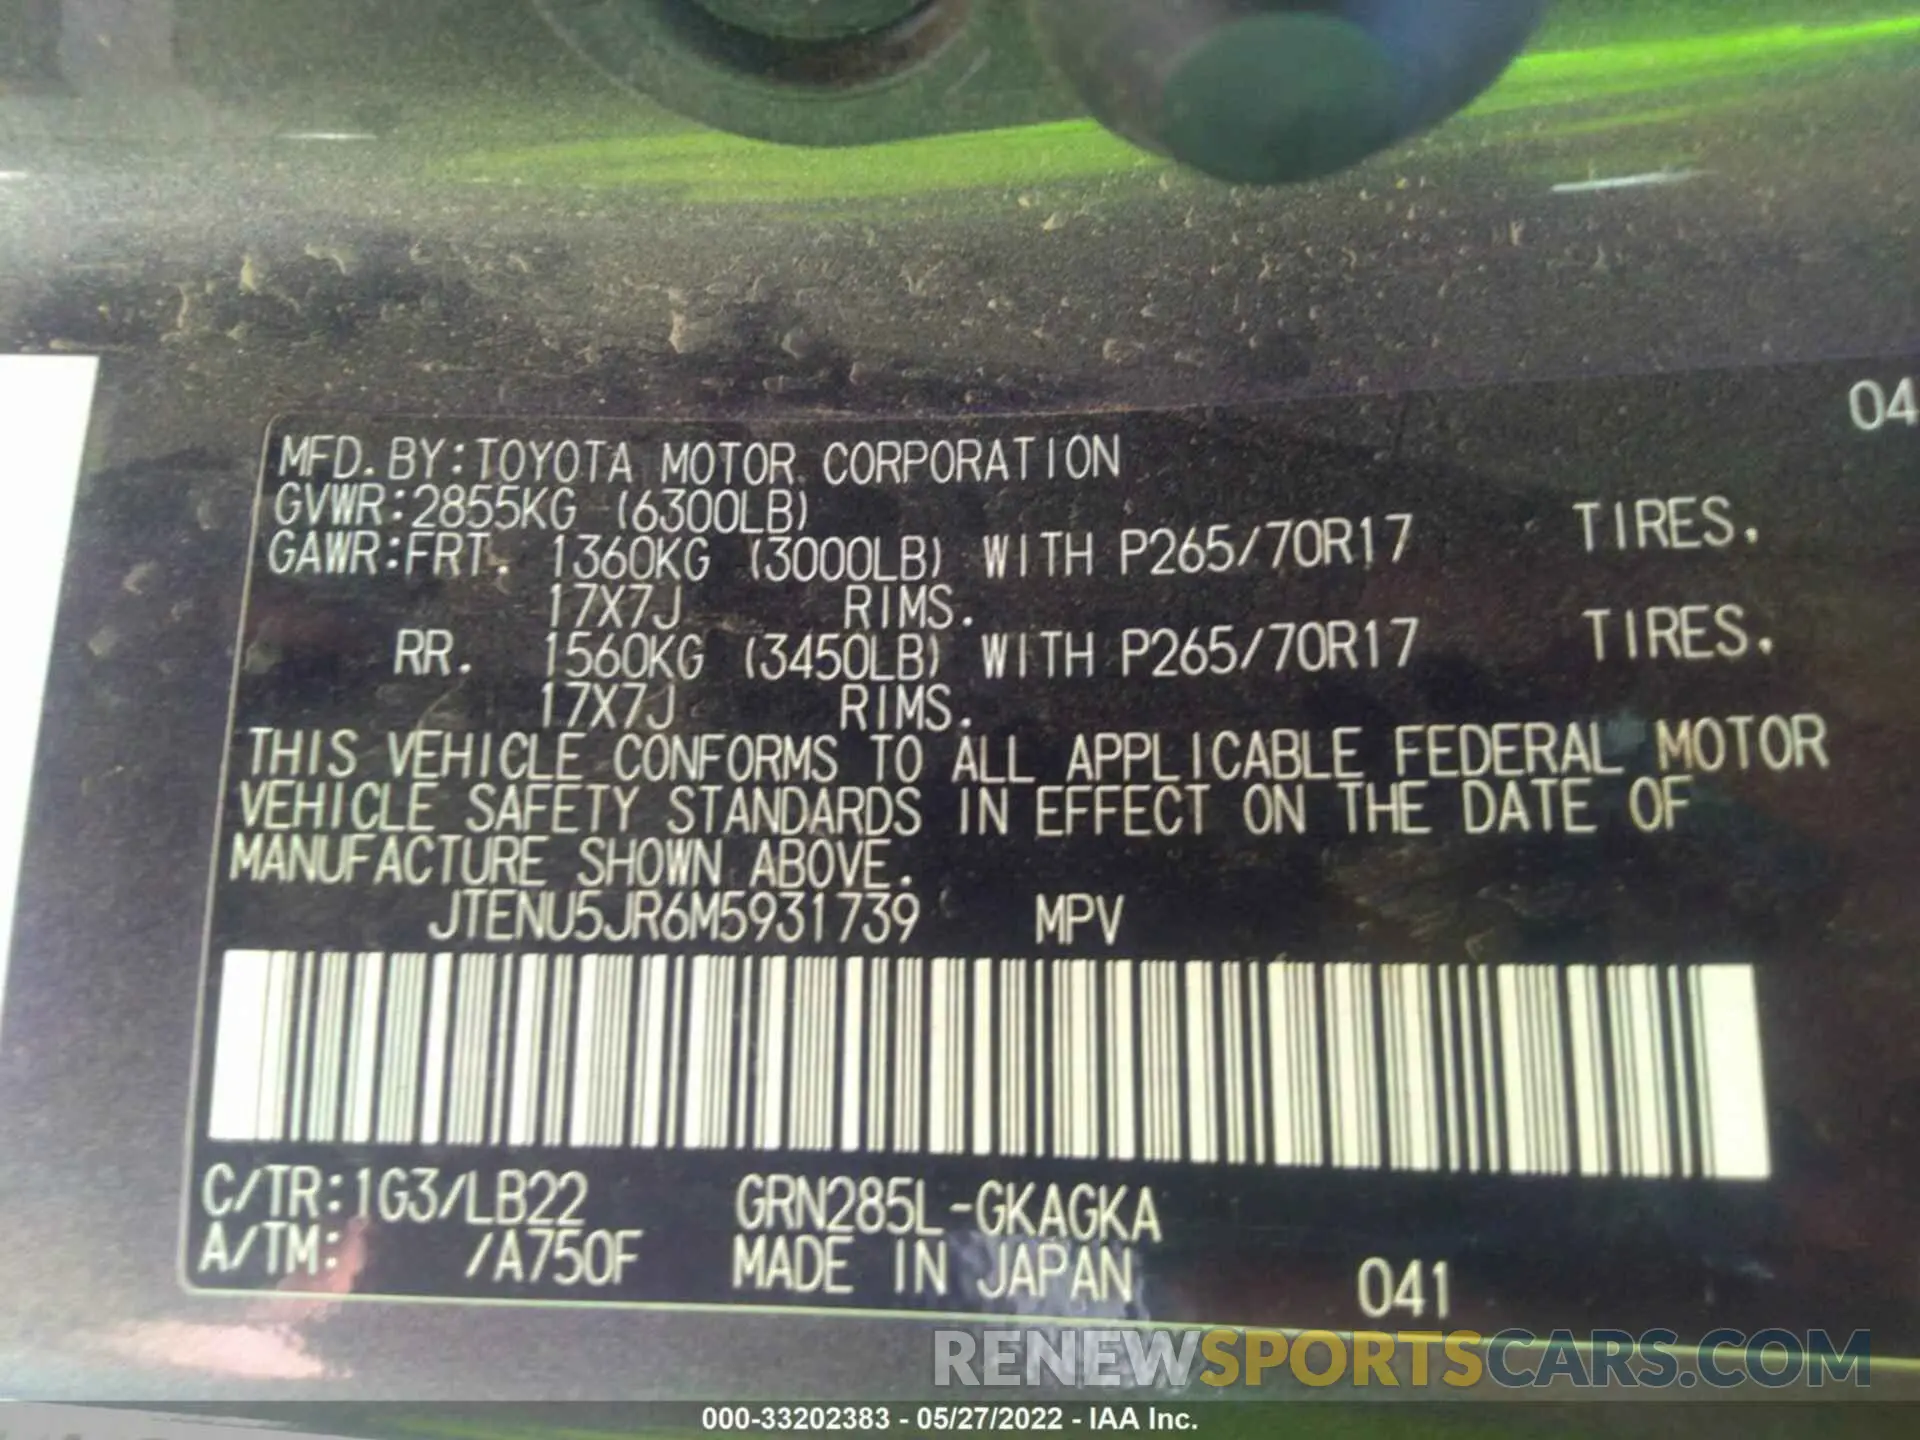 04
MFD. BY:TOYOTA MOTOR CORPORATION
GVWR:2855KG (6300LB)
GAWR:FRT. 1360KG (3000LB) WITH P265/70R17 TIRES.
17X7J RIMS.
RR. 1560KG (3450LB) WITH P265/70R17 TIRES.
17X7J RIMS.
THIS VEHICLE CONFORMS TO ALL APPLICABLE FEDERAL MOTOR
VEHICLE SAFETY STANDARDS IN EFFECT ON THE DATE OF
MANUFACTURE SHOWN ABOVE.
JTENU5JR6M5931739 MPV
C/TR:1G3/LB22 GRN285L-GKAGKA
A/TM: /A750F MADE IN JAPAN 041
RENEWSPORTSCARS.COM
000-33202383 - 05/27/2022 - IAA Inc.